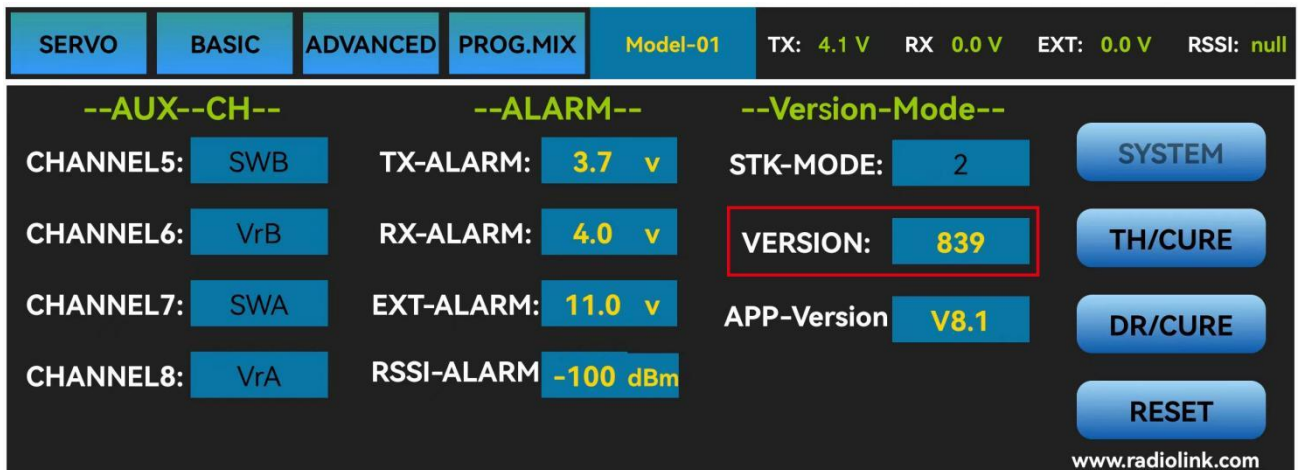 SERVO BASIC ADVANCED PROG.MIX Model-01 TX: 4.1 V RX 0.0 V EXT: 0.0 V RSSI: null
--AUX--CH-- --ALARM-- --Version-Mode--
CHANNEL5: SWB TX-ALARM: 3.7 v STK-MODE: 2 SYSTEM
CHANNEL6: VrB RX-ALARM: 4.0 v VERSION: 839 TH/CURE
CHANNEL7: SWA EXT-ALARM: 11.0 v APP-Version V8.1 DR/CURE
CHANNEL8: VrA RSSI-ALARM -100 dBm RESET
www.radiolink.com